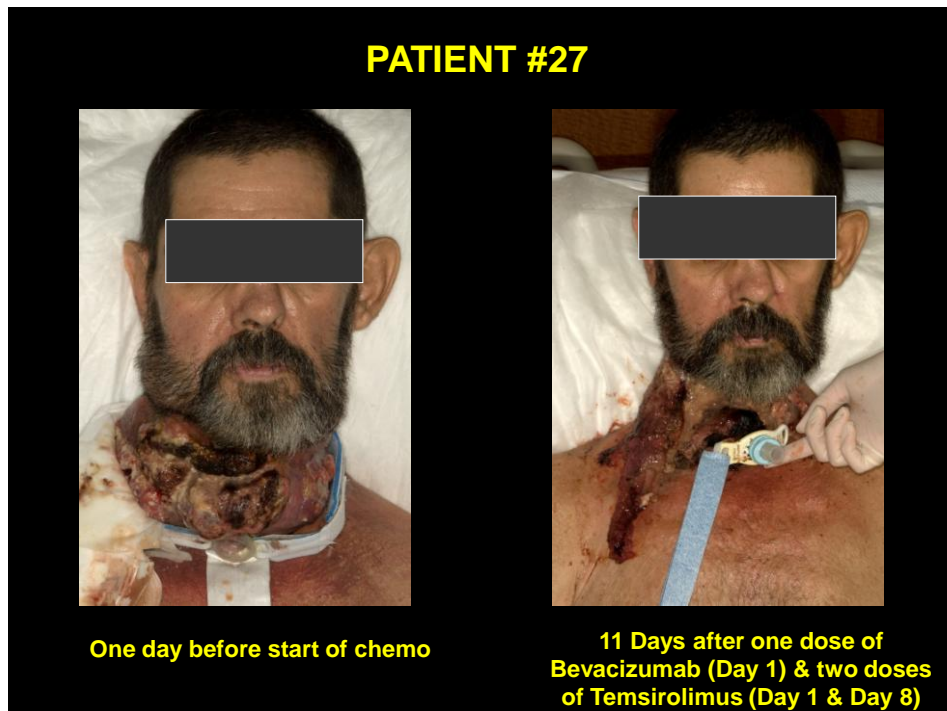 PATIENT #27
One day before start of chemo
11 Days after one dose of
Bevacizumab (Day 1) & two doses
of Temsirolimus (Day 1 & Day 8)